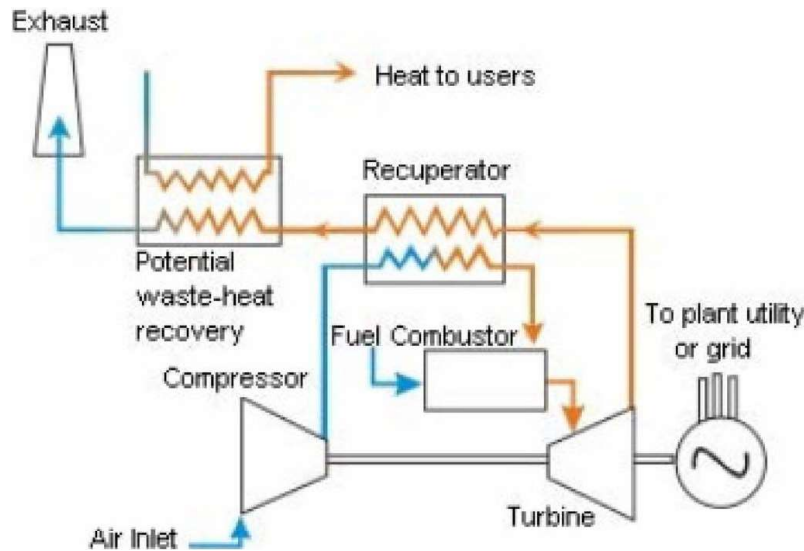 Exhaust
Heat to users
Recuperator
Potential
waste-heat
recovery
To plant utility
or grid
Fuel Combustor
Compressor
Turbine
Air Inlet